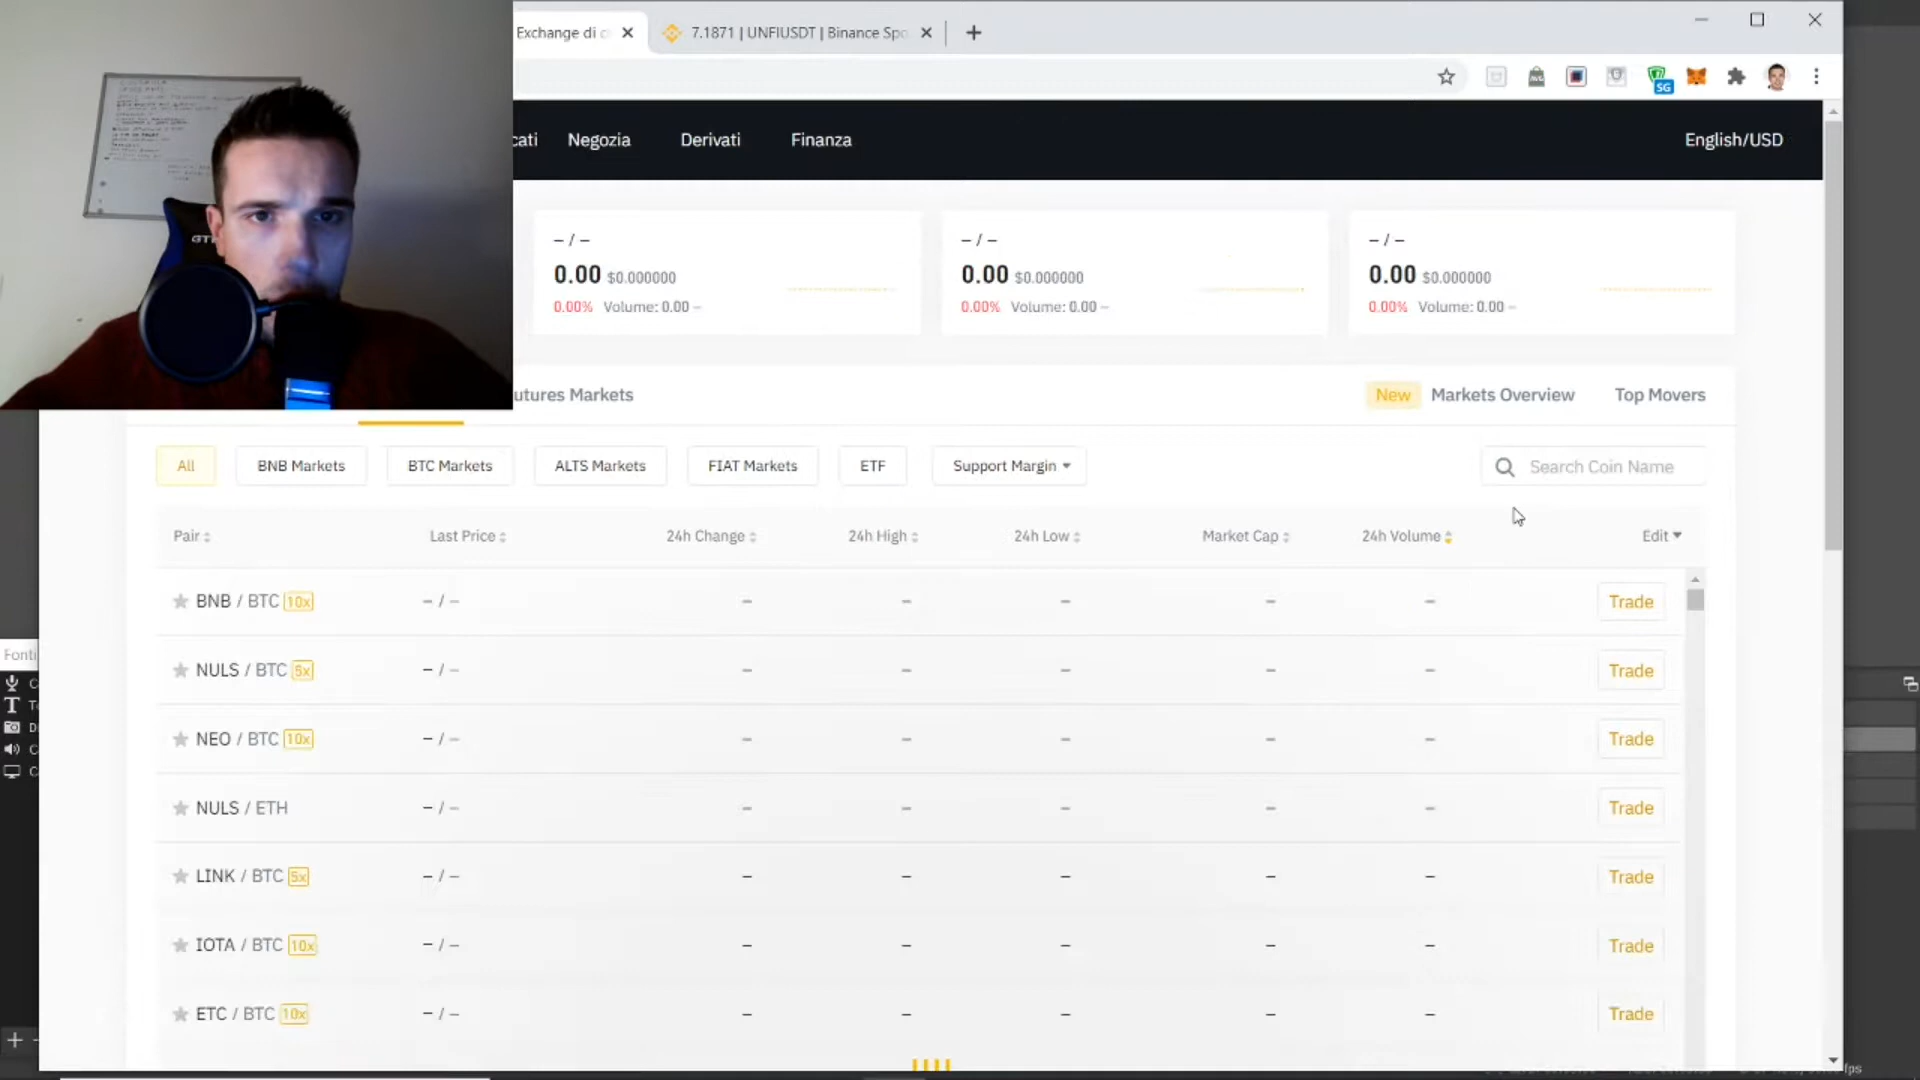 Exchange di c
7.1871 | UNFIUSDT | Binance Spo
SG
cati
Negozia
Derivati
Finanza
English/USD
– / –
0.00 $0.000000
0.00% Volume: 0.00 –
– / –
0.00 $0.000000
0.00% Volume: 0.00 –
– / –
0.00 $0.000000
0.00% Volume: 0.00 –
utures Markets
New
Markets Overview
Top Movers
All
BNB Markets
BTC Markets
ALTS Markets
FIAT Markets
ETF
Support Margin
Search Coin Name
Pair
Last Price
24h Change
24h High
24h Low
Market Cap
24h Volume
Edit
BNB / BTC 10x – / – – – – – – Trade
NULS / BTC 5x – / – – – – – – Trade
NEO / BTC 10x – / – – – – – – Trade
NULS / ETH – / – – – – – – Trade
LINK / BTC 5x – / – – – – – – Trade
IOTA / BTC 10x – / – – – – – – Trade
ETC / BTC 10x – / – – – – – – Trade
Fonti
fps